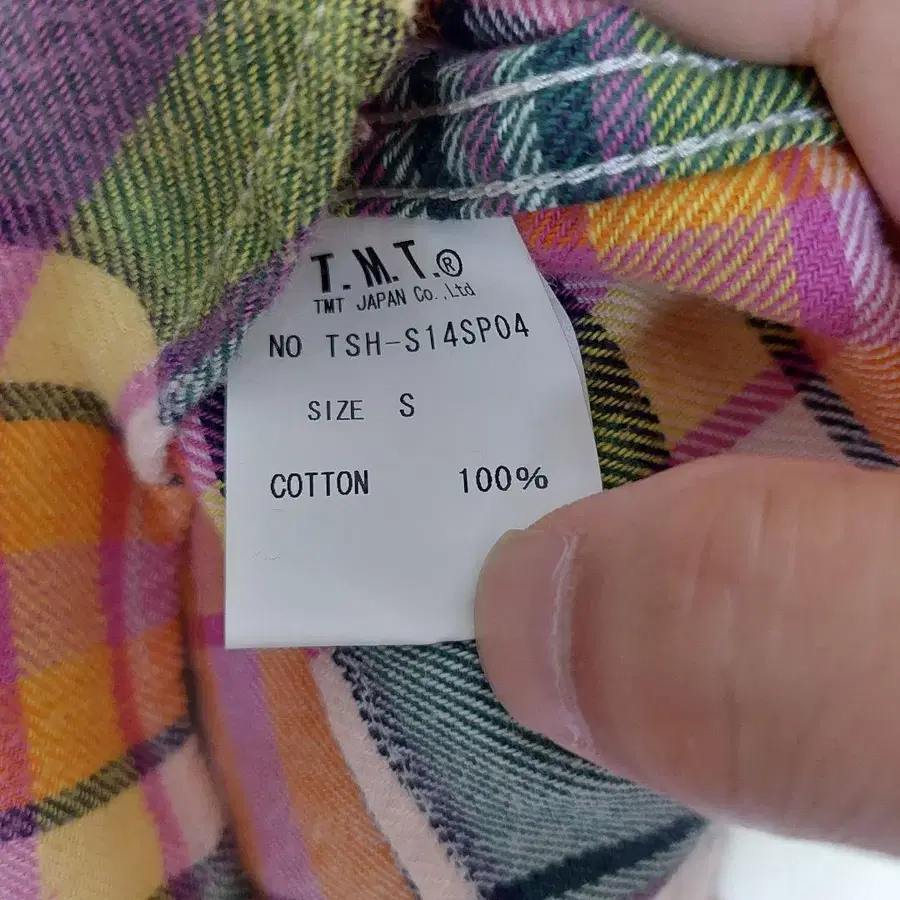 T.M.T.®
TMT JAPAN Co.,Ltd
NO TSH-S14SP04
SIZE S
COTTON 100%